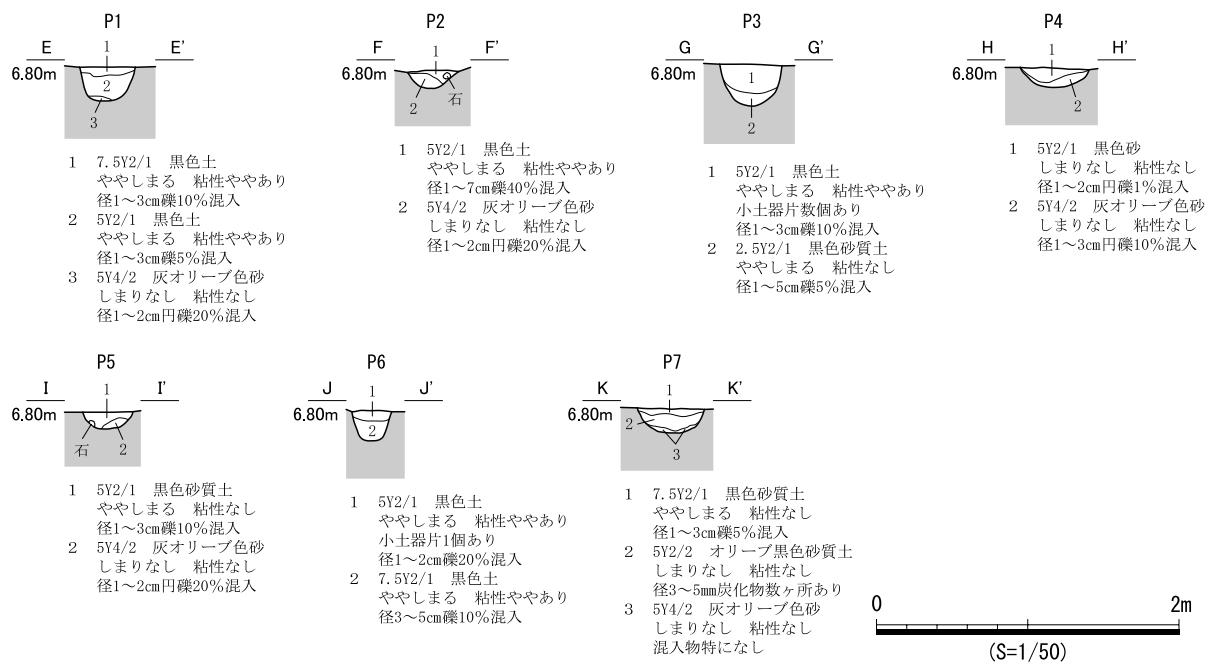 P1
E 1 E'
6.80m
2
3
1 7.5Y2/1 黒色土
ややしまる 粘性ややあり
径1～3cm礫10%混入
2 5Y2/1 黒色土
ややしまる 粘性ややあり
径1～3cm礫5%混入
3 5Y4/2 灰オリーブ色砂
しまりなし 粘性なし
径1～2cm円礫20%混入
P2
F 1 F'
6.80m
2 石
1 5Y2/1 黒色土
ややしまる 粘性ややあり
径1～7cm礫40%混入
2 5Y4/2 灰オリーブ色砂
しまりなし 粘性なし
径1～2cm円礫20%混入
P3
G G'
6.80m
1
2
1 5Y2/1 黒色土
ややしまる 粘性ややあり
小土器片数個あり
径1～3cm礫10%混入
2 2.5Y2/1 黒色砂質土
ややしまる 粘性なし
径1～5cm礫5%混入
P4
H 1 H'
6.80m
2
1 5Y2/1 黒色砂
しまりなし 粘性なし
径1～2cm円礫1%混入
2 5Y4/2 灰オリーブ色砂
しまりなし 粘性なし
径1～3cm円礫10%混入
P5
I 1 I'
6.80m
石 2
1 5Y2/1 黒色砂質土
ややしまる 粘性なし
径1～3cm礫10%混入
2 5Y4/2 灰オリーブ色砂
しまりなし 粘性なし
径1～2cm円礫20%混入
P6
J 1 J'
6.80m
2
1 5Y2/1 黒色土
ややしまる 粘性ややあり
小土器片1個あり
径1～2cm礫20%混入
2 7.5Y2/1 黒色土
ややしまる 粘性ややあり
径3～5cm礫10%混入
P7
K 1 K'
6.80m
2
3
1 7.5Y2/1 黒色砂質土
ややしまる 粘性なし
径1～3cm礫5%混入
2 5Y2/2 オリーブ黒色砂質土
しまりなし 粘性なし
径3～5mm炭化物数ヶ所あり
3 5Y4/2 灰オリーブ色砂
しまりなし 粘性なし
混入物特になし
0 2m
(S=1/50)